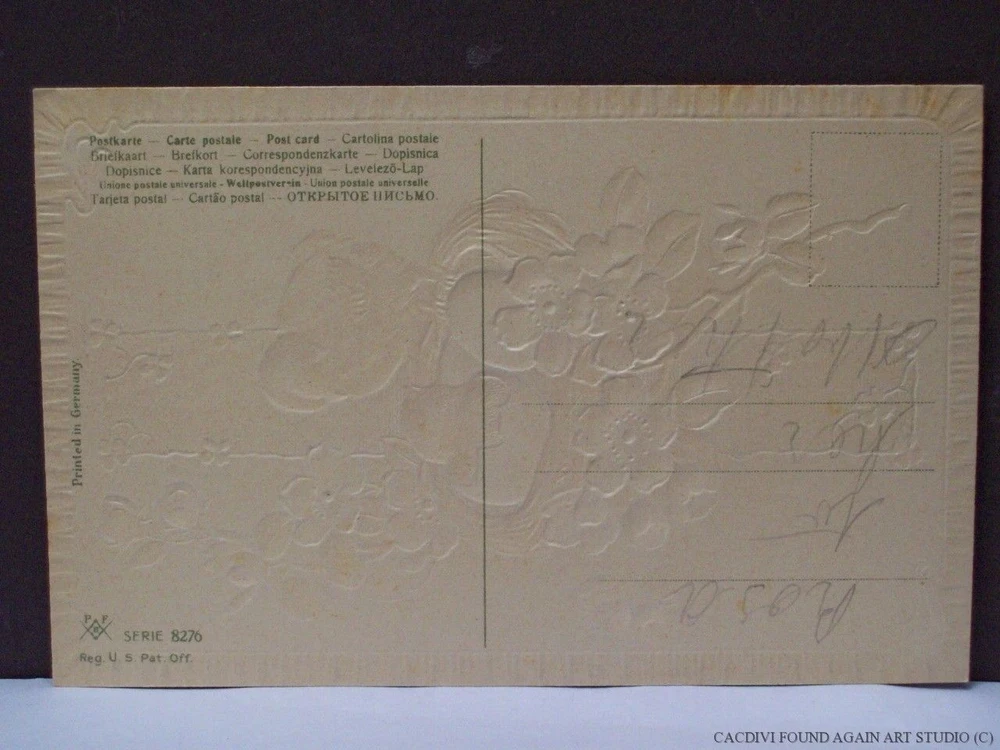 Postkarte — Carte postale — Post card — Cartolina postale
Briefkaart — Brefkort — Correspondenzkarte — Dopisnica
Dopisnice — Karta korespondencyjna — Levelező-Lap
Unione postale universale - Weltpostverein - Union postale universelle
Tarjeta postal — Cartão postal — ОТКРЫТОЕ ПИСЬМО.
Printed in Germany
P F B
SERIE 8276
Reg. U. S. Pat. Off.
Rosa
CACDIVI FOUND AGAIN ART STUDIO (C)